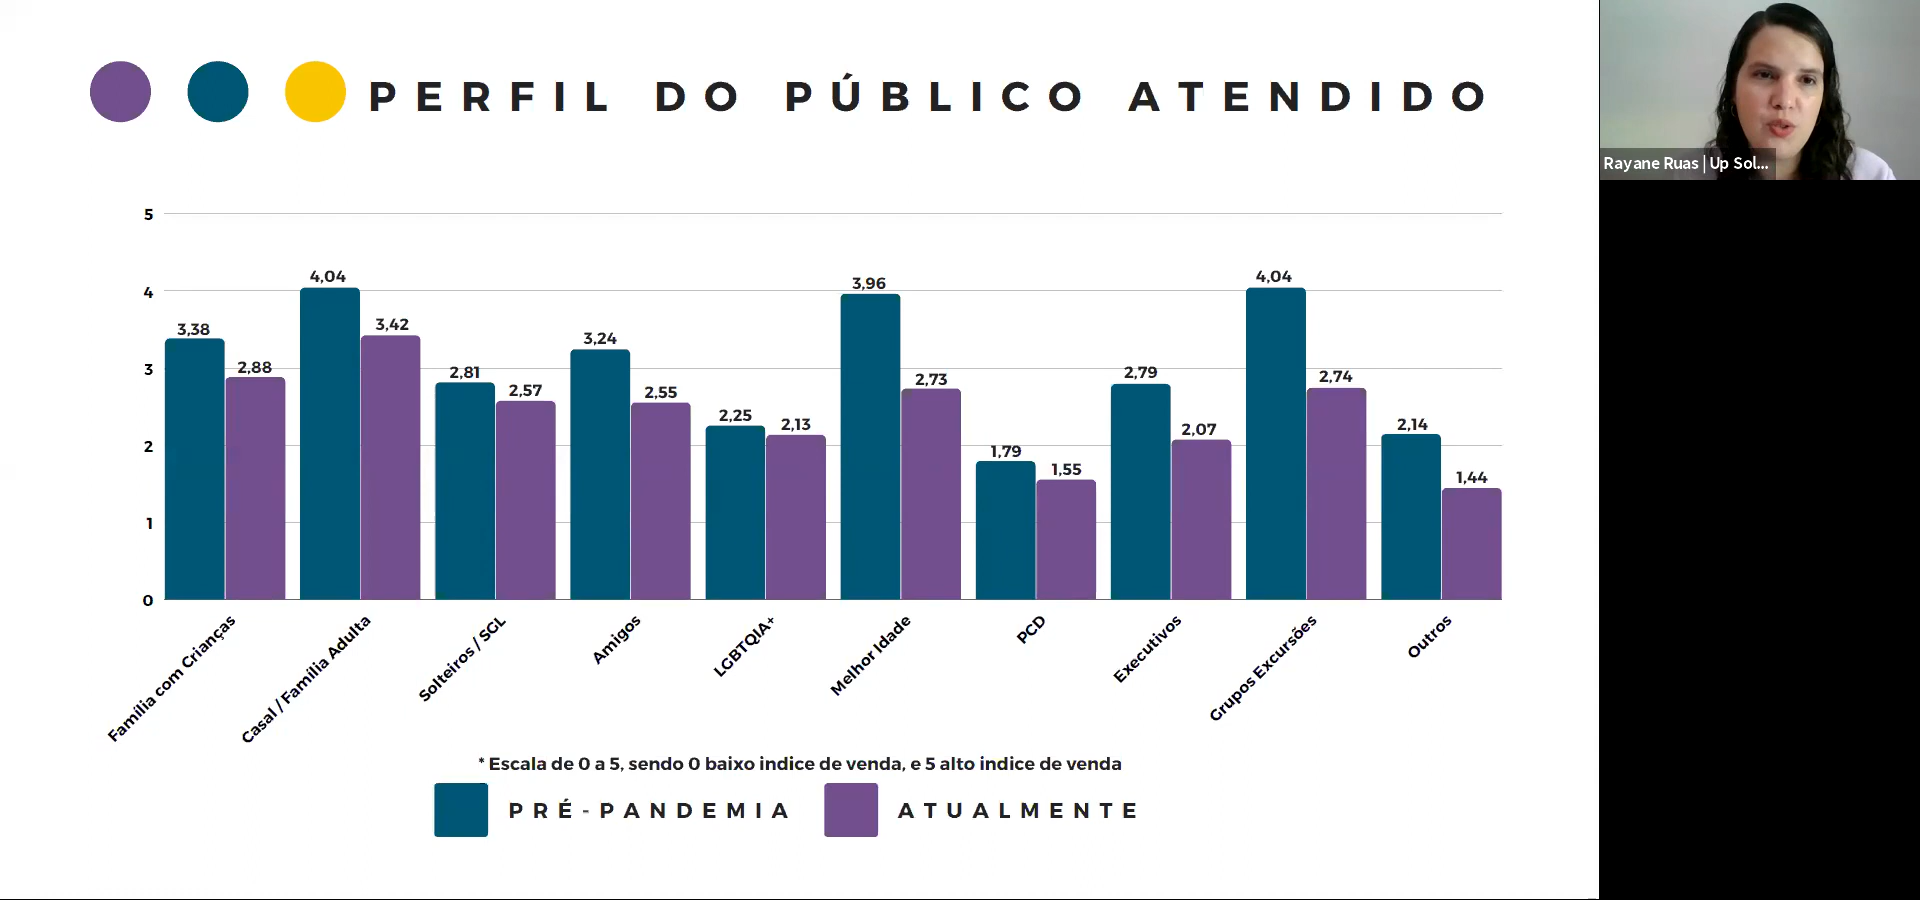 PERFIL DO PÚBLICO ATENDIDO
Rayane Ruas | Up Sol...
5
4
3
2
1
0
3,38
2,88
4,04
3,42
2,81
2,57
3,24
2,55
2,25
2,13
3,96
2,73
1,79
1,55
2,79
2,07
4,04
2,74
2,14
1,44
Família com Crianças
Casal / Família Adulta
Solteiros / SGL
Amigos
LGBTQIA+
Melhor Idade
PCD
Executivos
Grupos Excursões
Outros
* Escala de 0 a 5, sendo 0 baixo indice de venda, e 5 alto indice de venda
PRÉ-PANDEMIA
ATUALMENTE